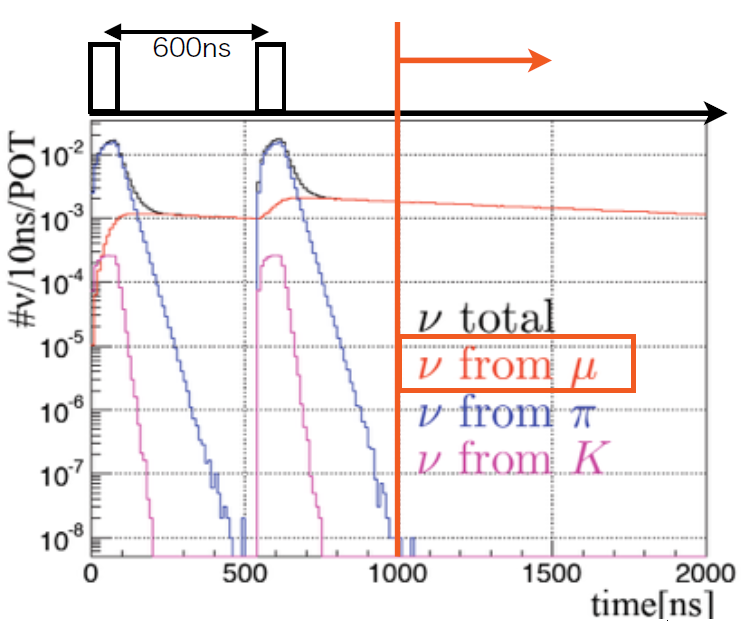 600ns
#ν/10ns/POT
10⁻²
10⁻³
10⁻⁴
10⁻⁵
10⁻⁶
10⁻⁷
10⁻⁸
ν total
ν from μ
ν from π
ν from K
0 500 1000 1500 2000
time[ns]